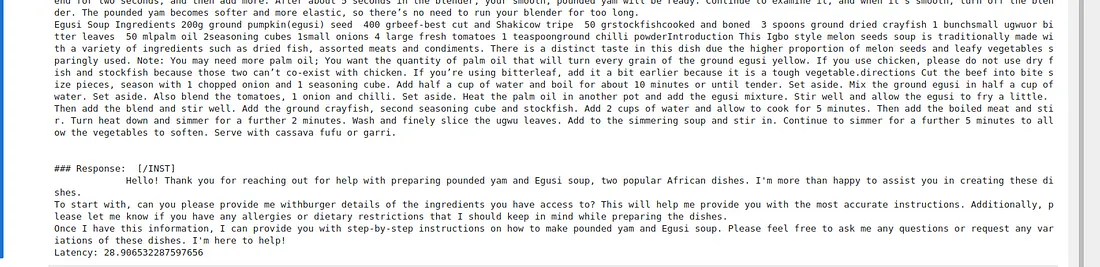 end for two seconds, and then add more. After about 5 seconds in the blender, your smooth, pounded yam will be ready. Continue to examine it, and when it's smooth, turn off the blen
der. The pounded yam becomes softer and more elastic, so there's no need to run your blender for too long.
Egusi Soup Ingredients 200g ground pumpkin(egusi) seed  400 grbeef-best cut and Shakicow tripe  50 grstockfishcooked and boned  3 spoons ground dried crayfish 1 bunchsmall ugwuor bi
tter leaves  50 mlpalm oil 2seasoning cubes 1small onions 4 large fresh tomatoes 1 teaspoonground chilli powderIntroduction This Igbo style melon seeds soup is traditionally made wi
th a variety of ingredients such as dried fish, assorted meats and condiments. There is a distinct taste in this dish due the higher proportion of melon seeds and leafy vegetables s
paringly used. Note: You may need more palm oil; You want the quantity of palm oil that will turn every grain of the ground egusi yellow. If you use chicken, please do not use dry f
ish and stockfish because those two can't co-exist with chicken. If you're using bitterleaf, add it a bit earlier because it is a tough vegetable.directions Cut the beef into bite s
ize pieces, season with 1 chopped onion and 1 seasoning cube. Add half a cup of water and boil for about 10 minutes or until tender. Set aside. Mix the ground egusi in half a cup of
water. Set aside. Also blend the tomatoes, 1 onion and chilli. Set aside. Heat the palm oil in another pot and add the egusi mixture. Stir well and allow the egusi to fry a little.
Then add the blend and stir well. Add the ground crayfish, second seasoning cube and stockfish. Add 2 cups of water and allow to cook for 5 minutes. Then add the boiled meat and sti
r. Turn heat down and simmer for a further 2 minutes. Wash and finely slice the ugwu leaves. Add to the simmering soup and stir in. Continue to simmer for a further 5 minutes to all
ow the vegetables to soften. Serve with cassava fufu or garri.
### Response:  [/INST]
Hello! Thank you for reaching out for help with preparing pounded yam and Egusi soup, two popular African dishes. I'm more than happy to assist you in creating these di
shes.
To start with, can you please provide me withburger details of the ingredients you have access to? This will help me provide you with the most accurate instructions. Additionally, p
lease let me know if you have any allergies or dietary restrictions that I should keep in mind while preparing the dishes.
Once I have this information, I can provide you with step-by-step instructions on how to make pounded yam and Egusi soup. Please feel free to ask me any questions or request any var
iations of these dishes. I'm here to help!
Latency: 28.906532287597656